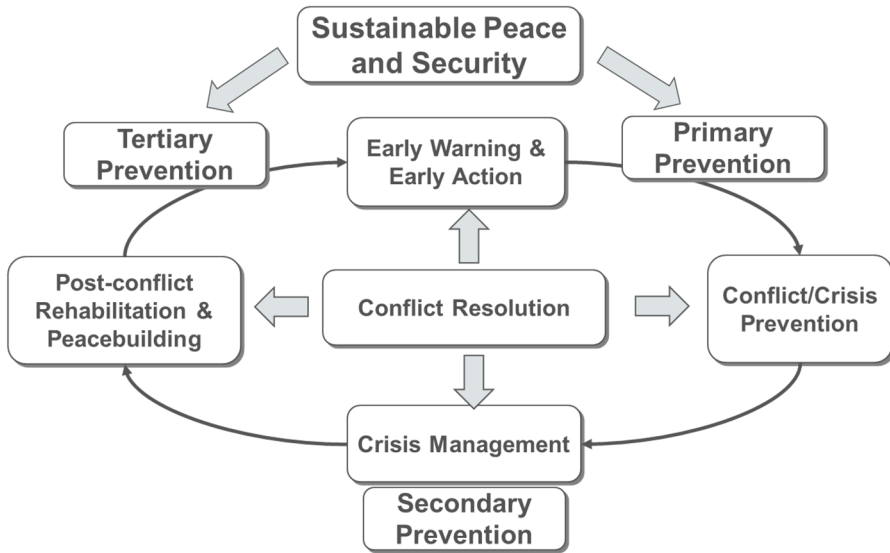 Sustainable Peace
and Security
Tertiary
Prevention
Early Warning &
Early Action
Primary
Prevention
Post-conflict
Rehabilitation &
Peacebuilding
Conflict Resolution
Conflict/Crisis
Prevention
Crisis Management
Secondary
Prevention